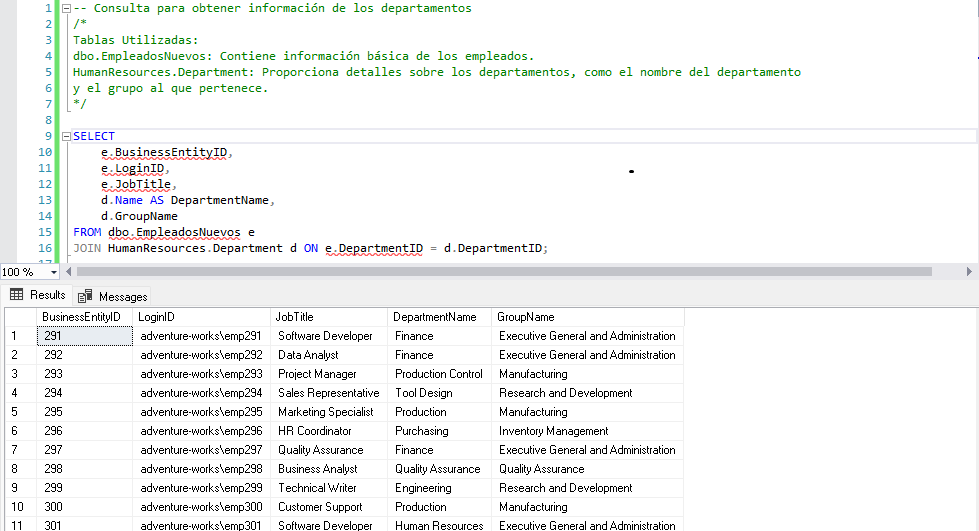 1 -- Consulta para obtener información de los departamentos
2 /*
3 Tablas Utilizadas:
4 dbo.EmpleadosNuevos: Contiene información básica de los empleados.
5 HumanResources.Department: Proporciona detalles sobre los departamentos, como el nombre del departamento
6 y el grupo al que pertenece.
7 */
8
9 SELECT
10 e.BusinessEntityID,
11 e.LoginID,
12 e.JobTitle,
13 d.Name AS DepartmentName,
14 d.GroupName
15 FROM dbo.EmpleadosNuevos e
16 JOIN HumanResources.Department d ON e.DepartmentID = d.DepartmentID;
17
100 %
Results Messages
BusinessEntityID LoginID JobTitle DepartmentName GroupName
1 291 adventure-works\emp291 Software Developer Finance Executive General and Administration
2 292 adventure-works\emp292 Data Analyst Finance Executive General and Administration
3 293 adventure-works\emp293 Project Manager Production Control Manufacturing
4 294 adventure-works\emp294 Sales Representative Tool Design Research and Development
5 295 adventure-works\emp295 Marketing Specialist Production Manufacturing
6 296 adventure-works\emp296 HR Coordinator Purchasing Inventory Management
7 297 adventure-works\emp297 Quality Assurance Finance Executive General and Administration
8 298 adventure-works\emp298 Business Analyst Quality Assurance Quality Assurance
9 299 adventure-works\emp299 Technical Writer Engineering Research and Development
10 300 adventure-works\emp300 Customer Support Production Manufacturing
11 301 adventure-works\emp301 Software Developer Human Resources Executive General and Administration